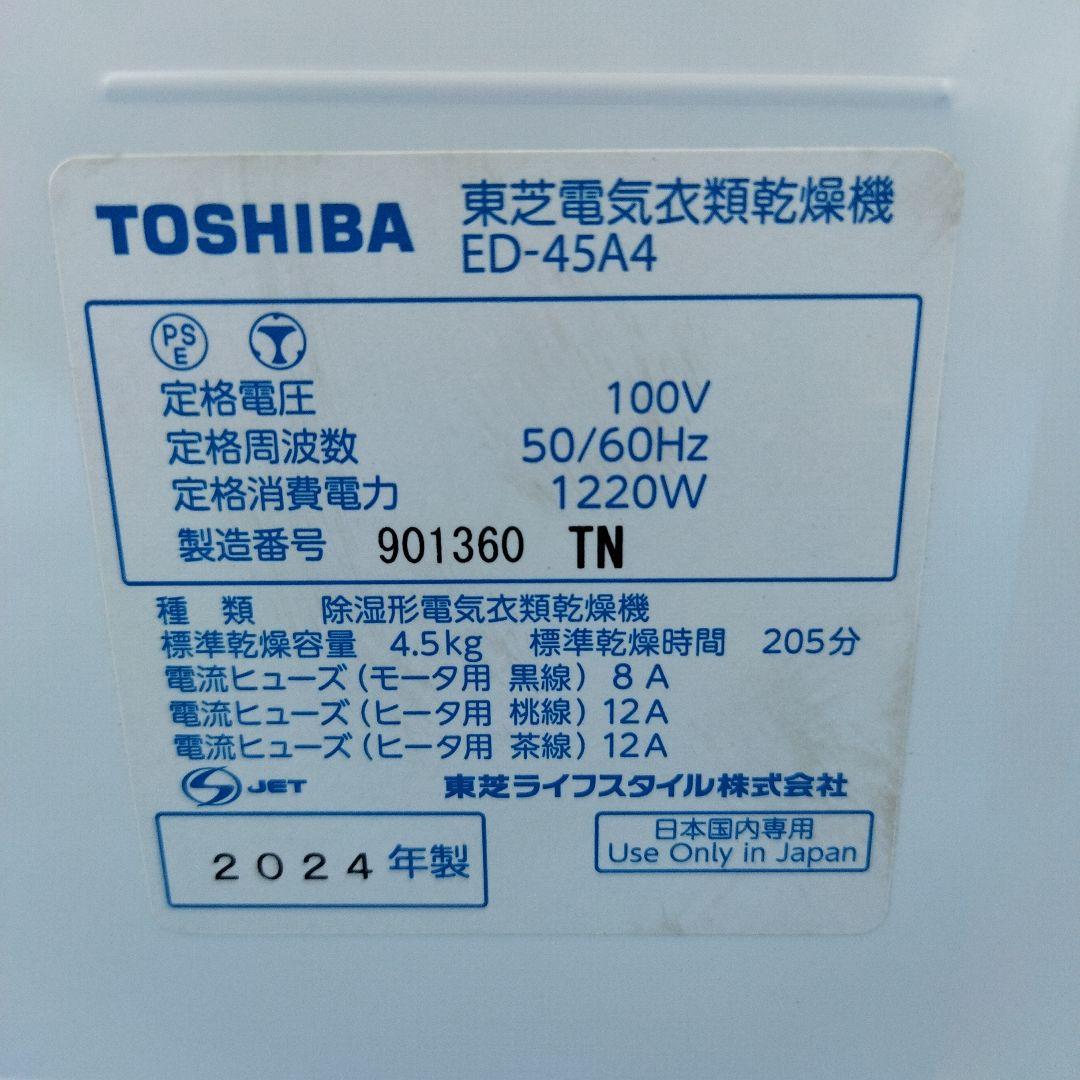 TOSHIBA 東芝電気衣類乾燥機
ED-45A4
PS
E
定格電圧 100V
定格周波数 50/60Hz
定格消費電力 1220W
製造番号 901360 TN
種 類 除湿形電気衣類乾燥機
標準乾燥容量 4.5kg 標準乾燥時間 205分
電流ヒューズ(モータ用 黒線) 8A
電流ヒューズ(ヒータ用 桃線) 12A
電流ヒューズ(ヒータ用 茶線) 12A
S JET 東芝ライフスタイル株式会社
2024年製
日本国内専用
Use Only in Japan